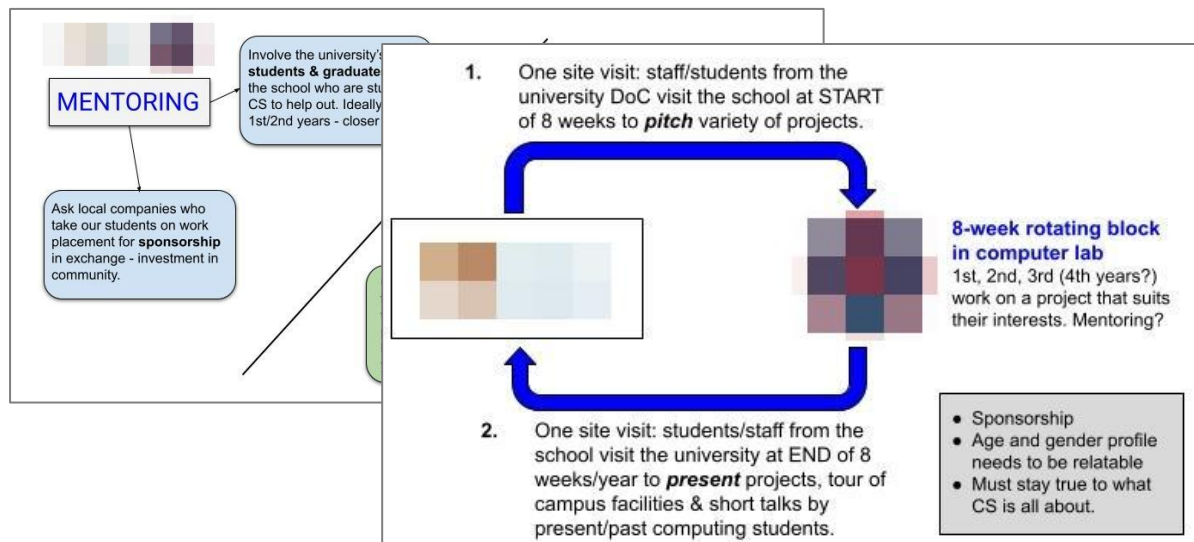 MENTORING
Involve the university's
students & graduate
the school who are stu
CS to help out. Ideally
1st/2nd years - closer
Ask local companies who
take our students on work
placement for sponsorship
in exchange - investment in
community.
1. One site visit: staff/students from the
university DoC visit the school at START
of 8 weeks to pitch variety of projects.
8-week rotating block
in computer lab
1st, 2nd, 3rd (4th years?)
work on a project that suits
their interests. Mentoring?
2. One site visit: students/staff from the
school visit the university at END of 8
weeks/year to present projects, tour of
campus facilities & short talks by
present/past computing students.
● Sponsorship
● Age and gender profile
needs to be relatable
● Must stay true to what
CS is all about.